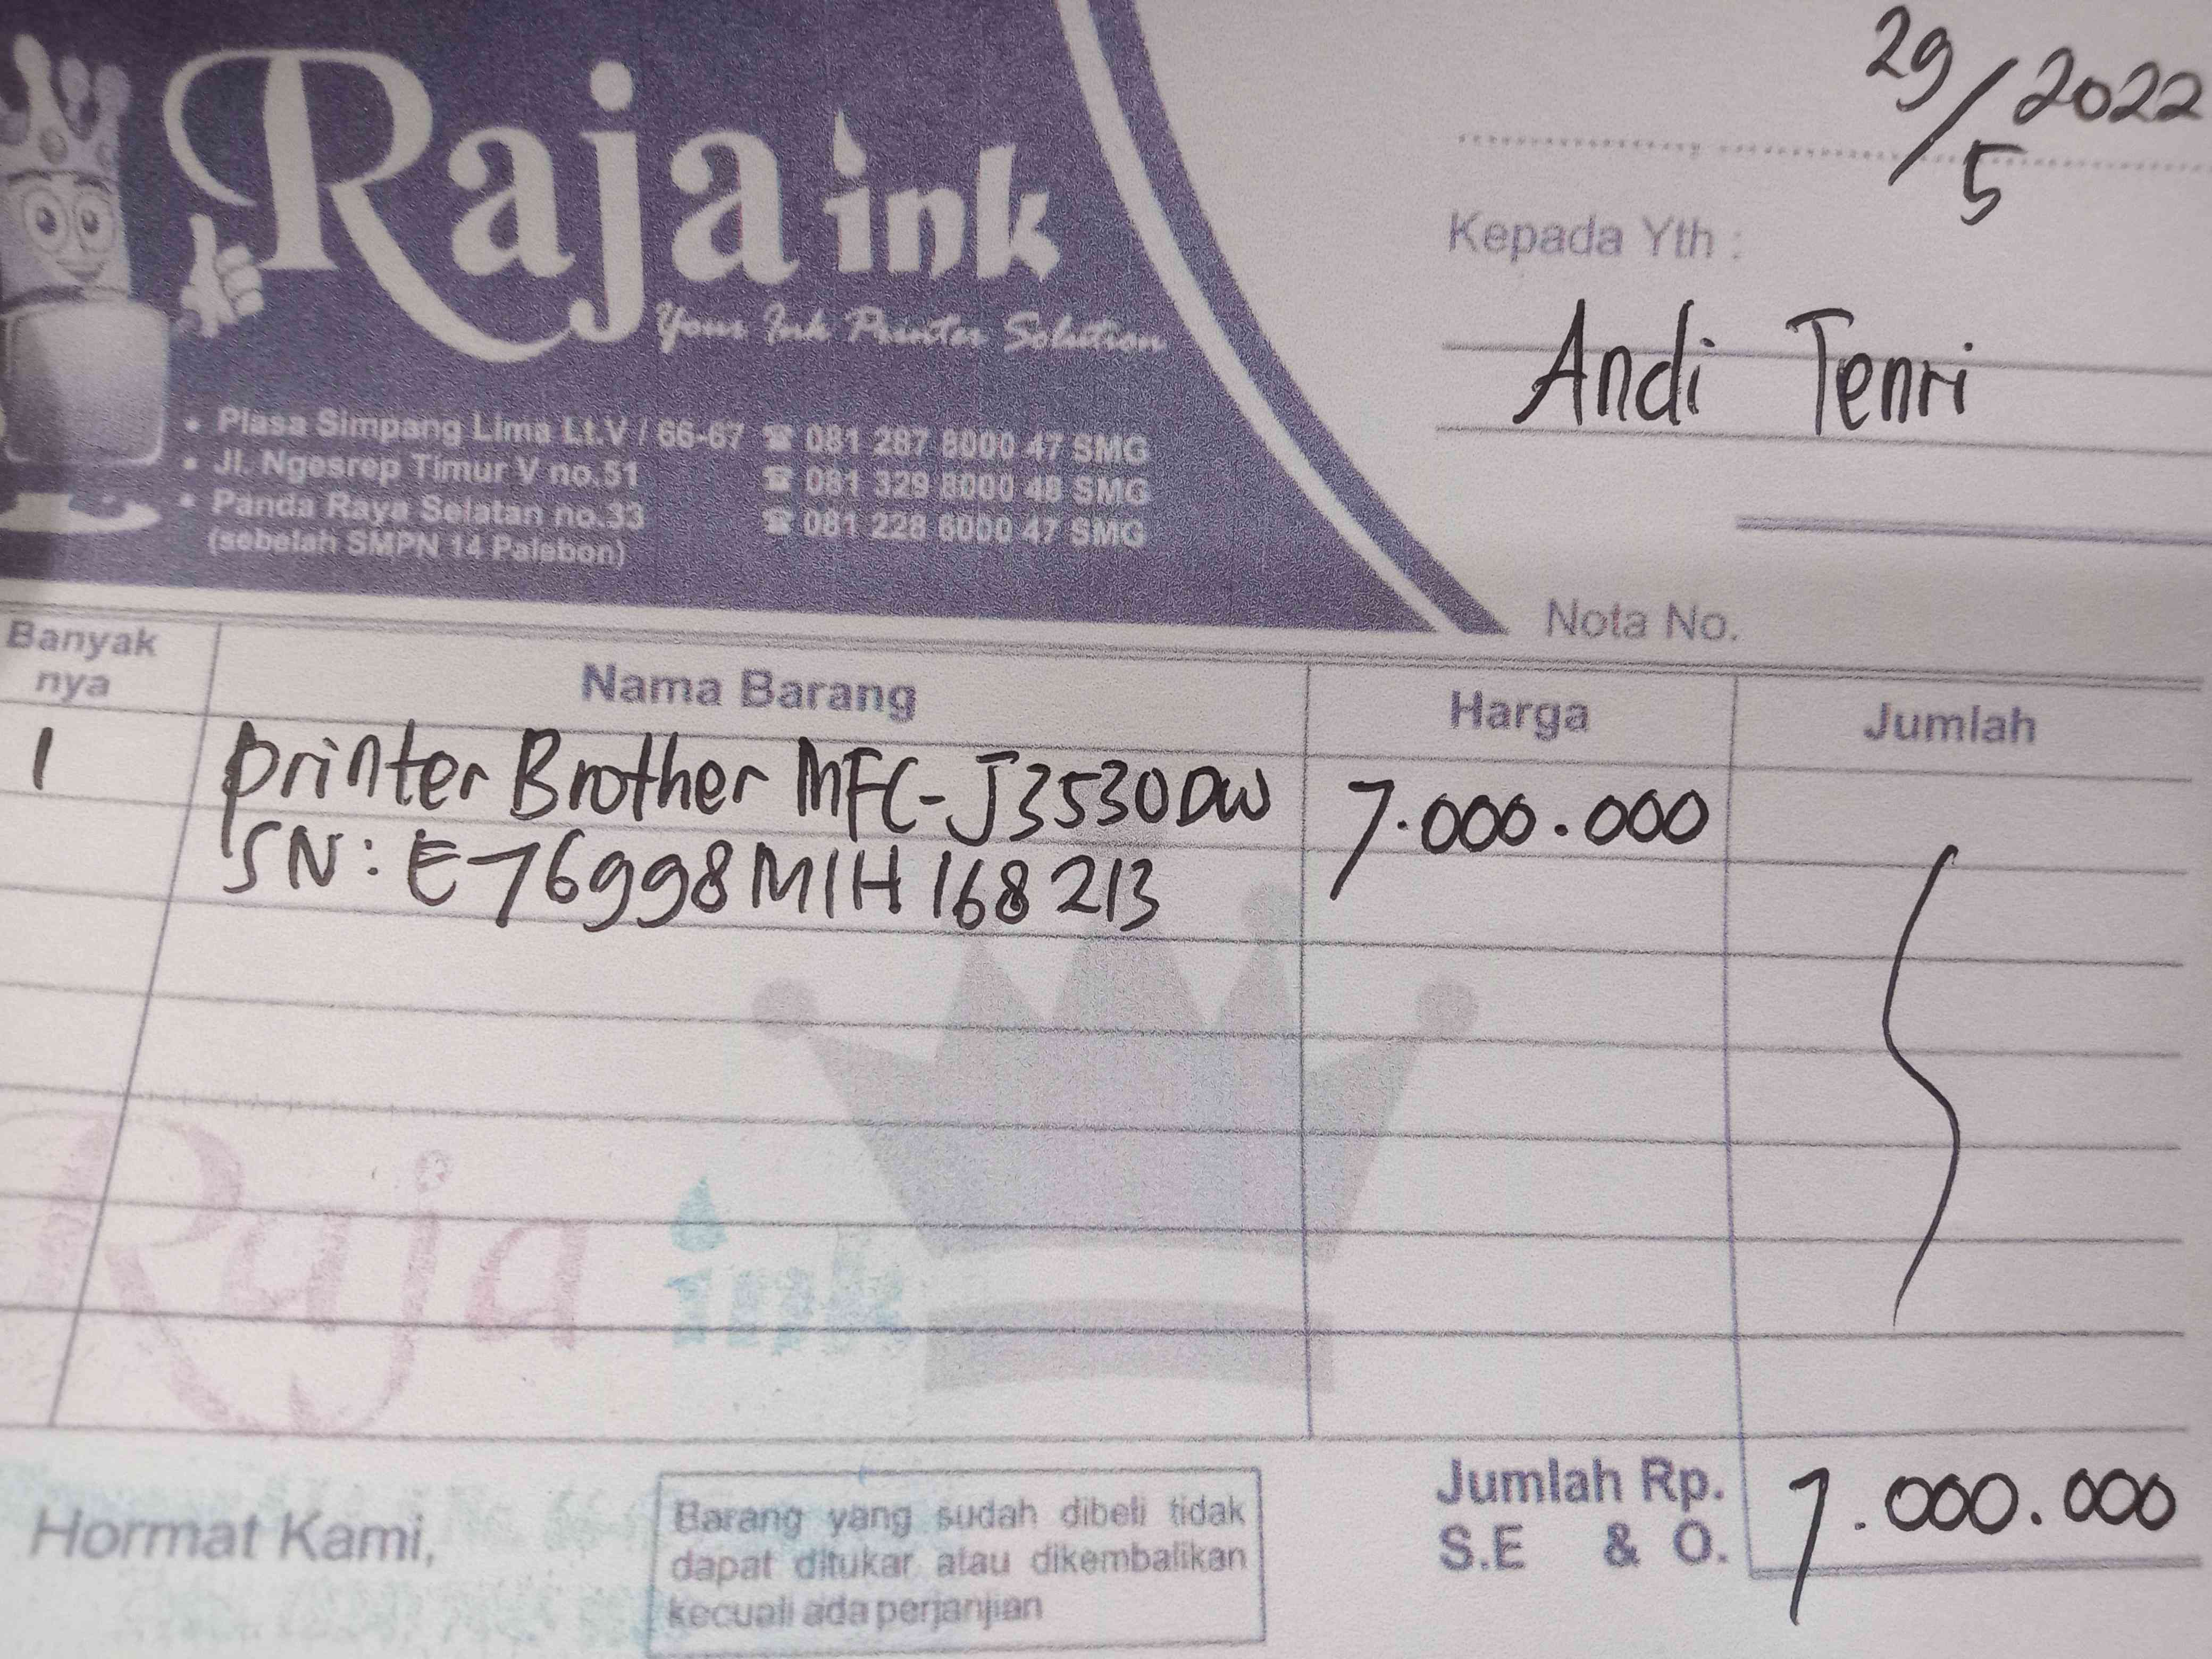 Raja ink
Your Ink Printer Solution
• Plasa Simpang Lima Lt.V / 66-67 ☎ 081 287 8000 47 SMG
• Jl. Ngesrep Timur V no.51 ☎ 081 329 8000 48 SMG
• Panda Raya Selatan no.33 ☎ 081 228 6000 47 SMG
(sebelah SMPN 14 Palebon)
29/5 2022
Kepada Yth :
Andi Tenri
Nota No.
Banyak nya Nama Barang Harga Jumlah
1 printer Brother MFC-J3530DW 7.000.000
SN: E76998M1H168213
Raja ink
Jumlah Rp. 7.000.000
S.E & O.
Hormat Kami,
Barang yang sudah dibeli tidak
dapat ditukar atau dikembalikan
kecuali ada perjanjian